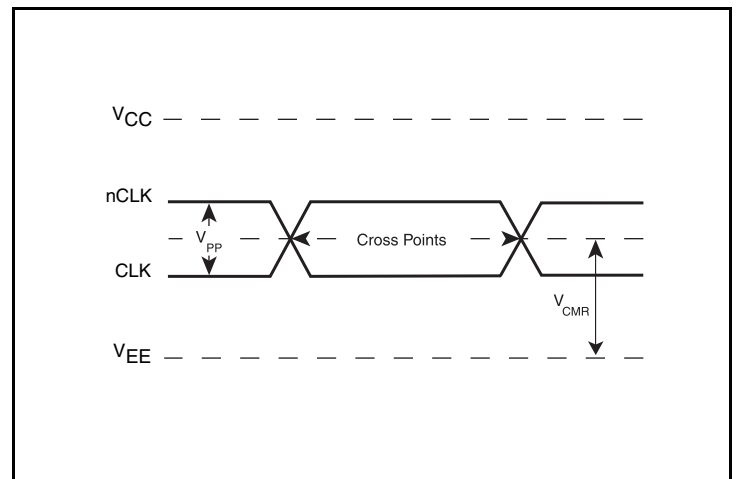 VCC
nCLK
VPP
Cross Points
CLK
VCMR
VEE